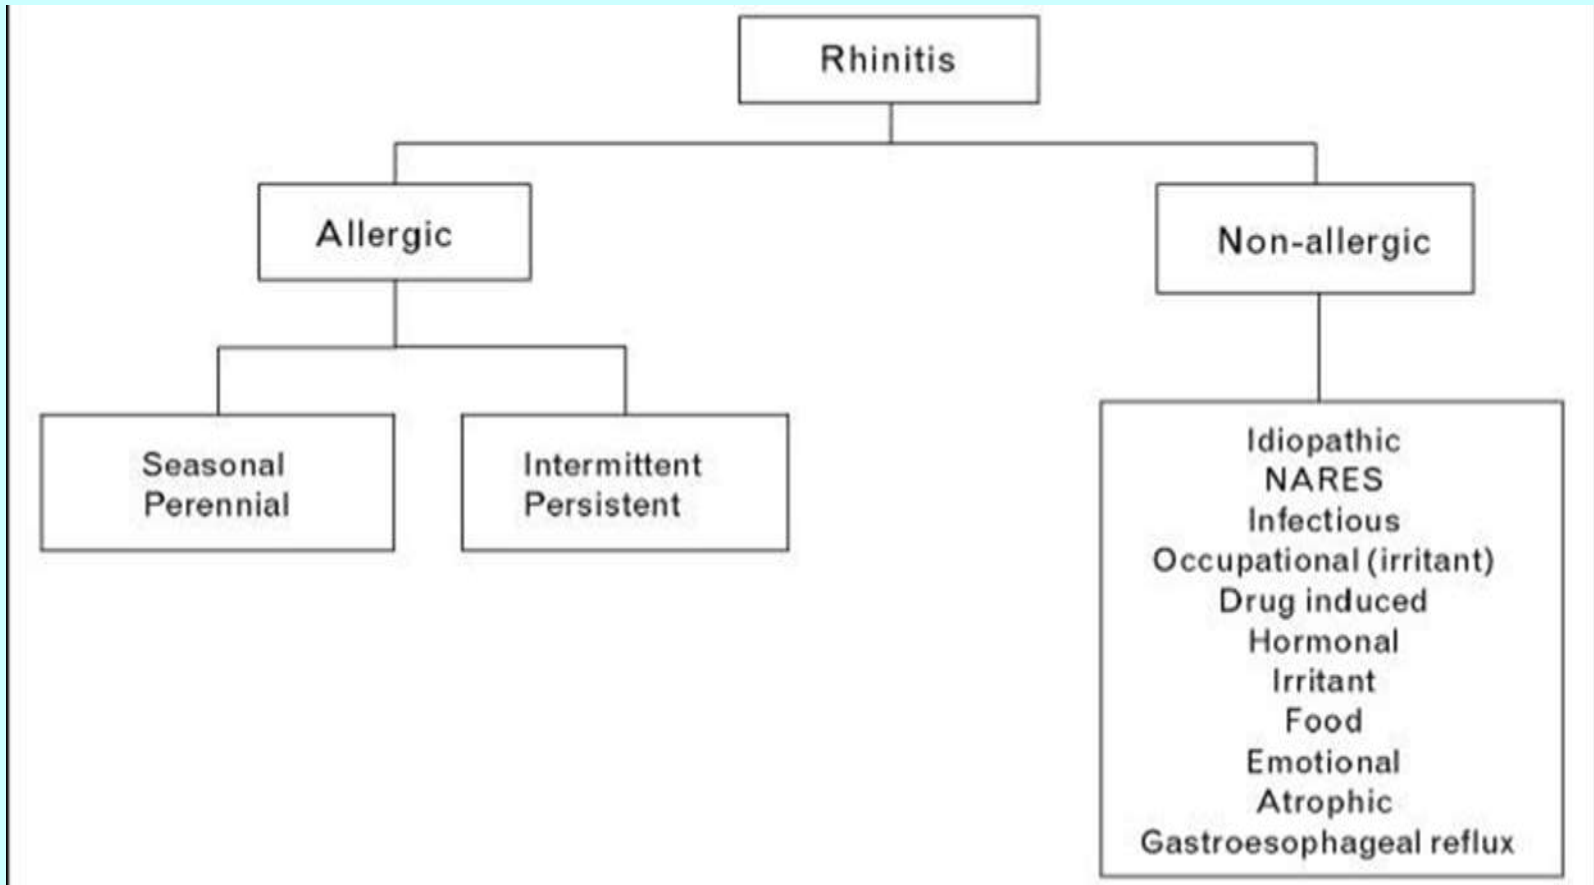 Rhinitis
Allergic
Non-allergic
Seasonal
Perennial
Intermittent
Persistent
Idiopathic
NARES
Infectious
Occupational (irritant)
Drug induced
Hormonal
Irritant
Food
Emotional
Atrophic
Gastroesophageal reflux